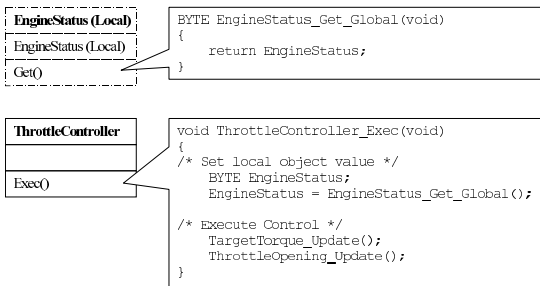 EngineStatus (Local)
EngineStatus (Local)
Get()
BYTE EngineStatus_Get_Global(void)
{
return EngineStatus;
}
ThrottleController
Exec()
void ThrottleController_Exec(void)
{
/* Set local object value */
BYTE EngineStatus;
EngineStatus = EngineStatus_Get_Global();
/* Execute Control */
TargetTorque_Update();
ThrottleOpening_Update();
}